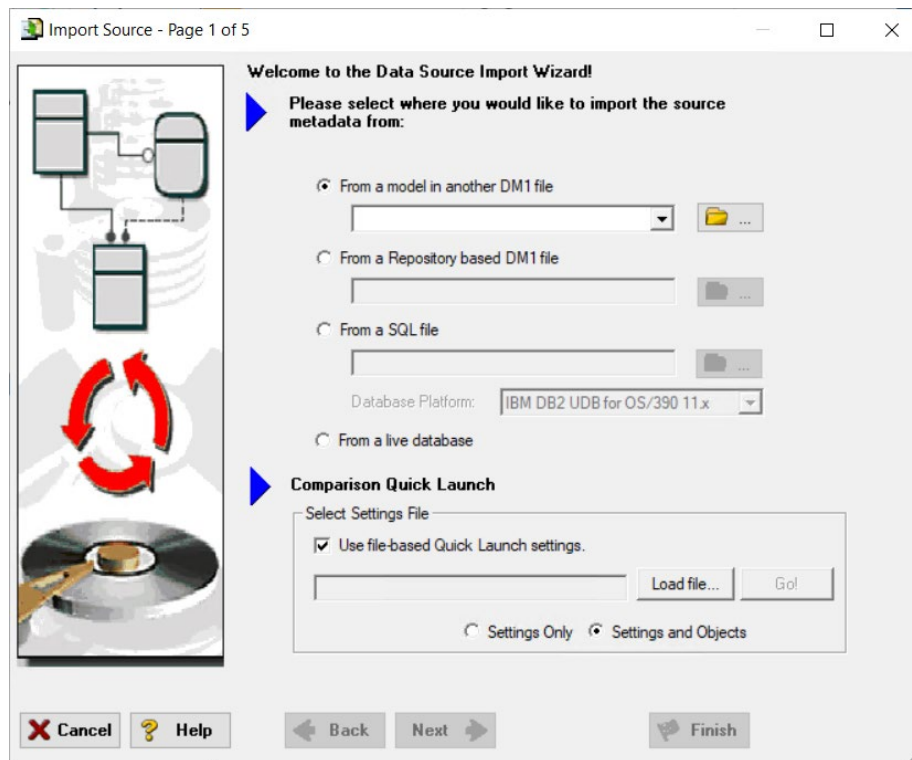 Import Source - Page 1 of 5
Welcome to the Data Source Import Wizard!
Please select where you would like to import the source
metadata from:
From a model in another DM1 file
...
From a Repository based DM1 file
...
From a SQL file
...
Database Platform: IBM DB2 UDB for OS/390 11.x
From a live database
Comparison Quick Launch
Select Settings File
Use file-based Quick Launch settings.
Load file... Go!
Settings Only Settings and Objects
Cancel ? Help Back Next Finish